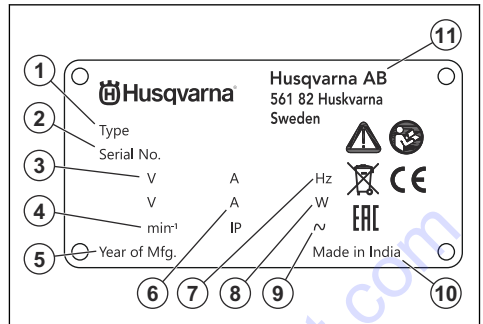 11
1
2
3
4
5
Husqvarna
Husqvarna AB
561 82 Huskvarna
Sweden
Type
Serial No.
V A Hz
V A W
min-1 IP ~
Year of Mfg. Made in India
CE
EAC
6 7 8 9 10
com